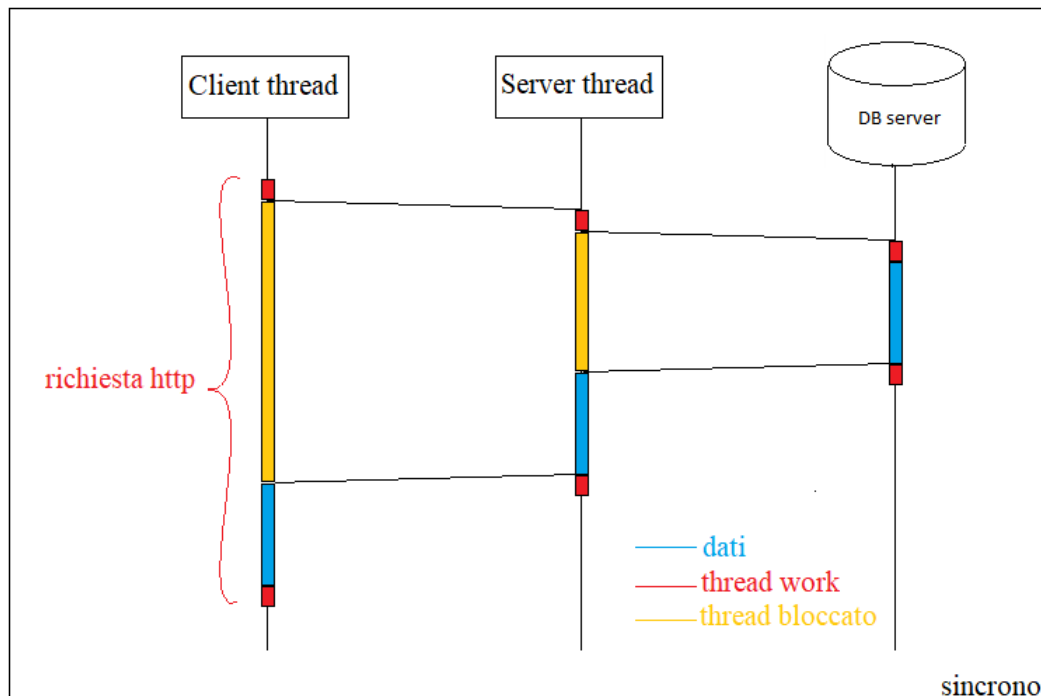 Client thread
Server thread
DB server
richiesta http
dati
thread work
thread bloccato
sincrono